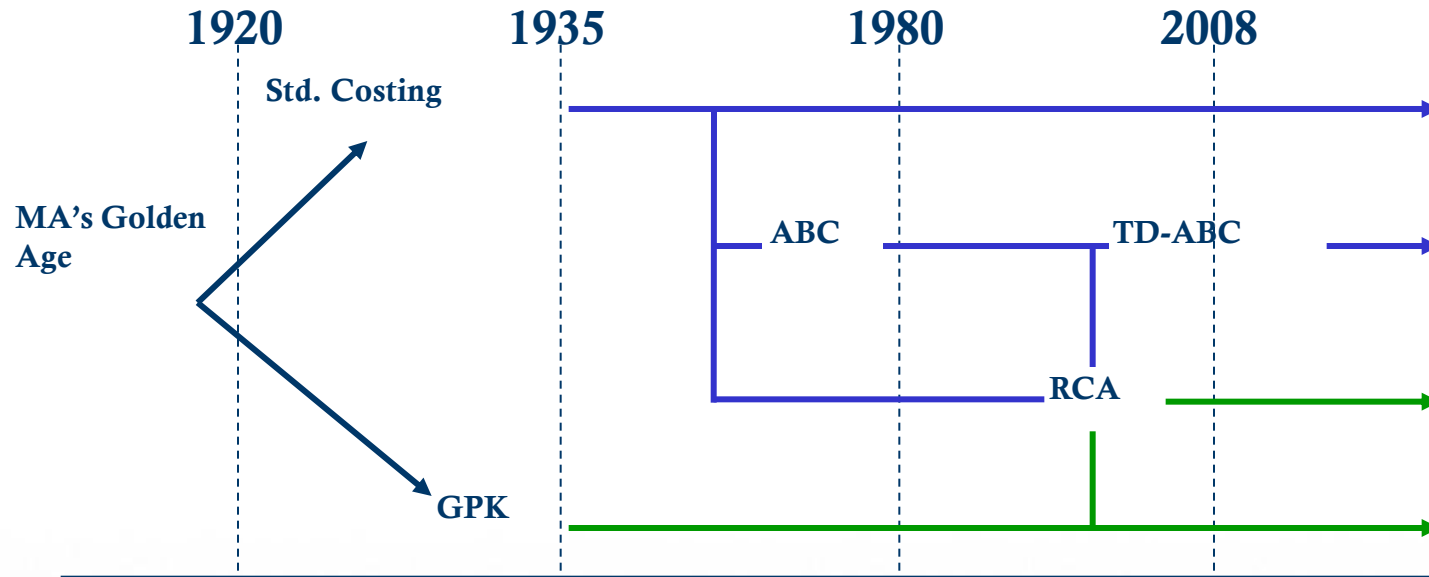 1920
1935
1980
2008
Std. Costing
MA’s Golden
Age
ABC
TD-ABC
RCA
GPK